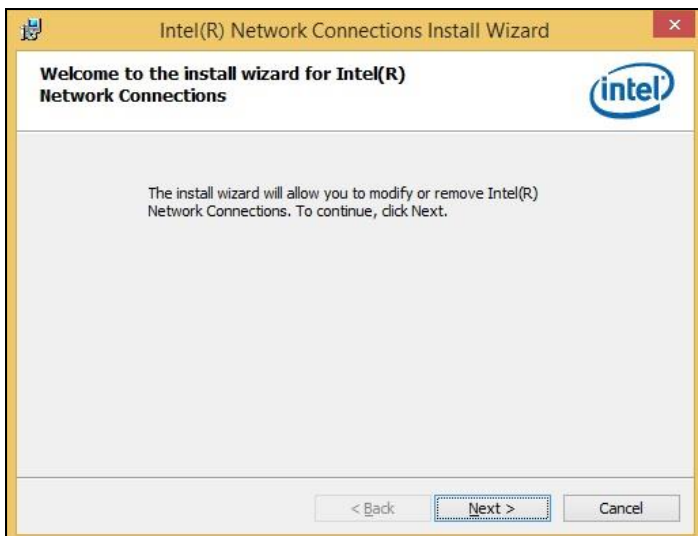 Intel(R) Network Connections Install Wizard
Welcome to the install wizard for Intel(R)
Network Connections
intel
The install wizard will allow you to modify or remove Intel(R)
Network Connections. To continue, click Next.
< Back
Next >
Cancel